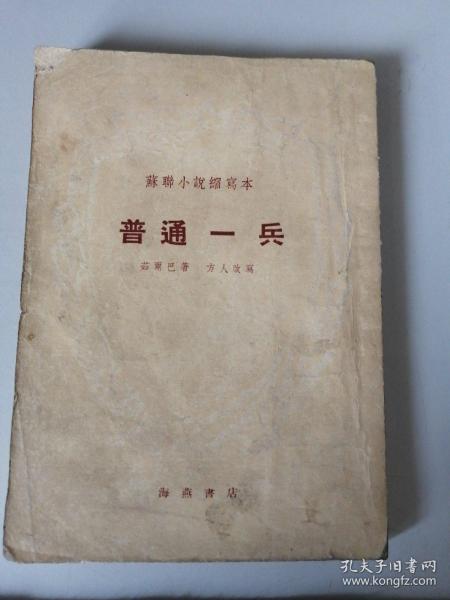 蘇聯小說縮寫本
普通一兵
茹爾巴著 方人改寫
海燕書店
孔夫子旧书网
www.kongfz.com